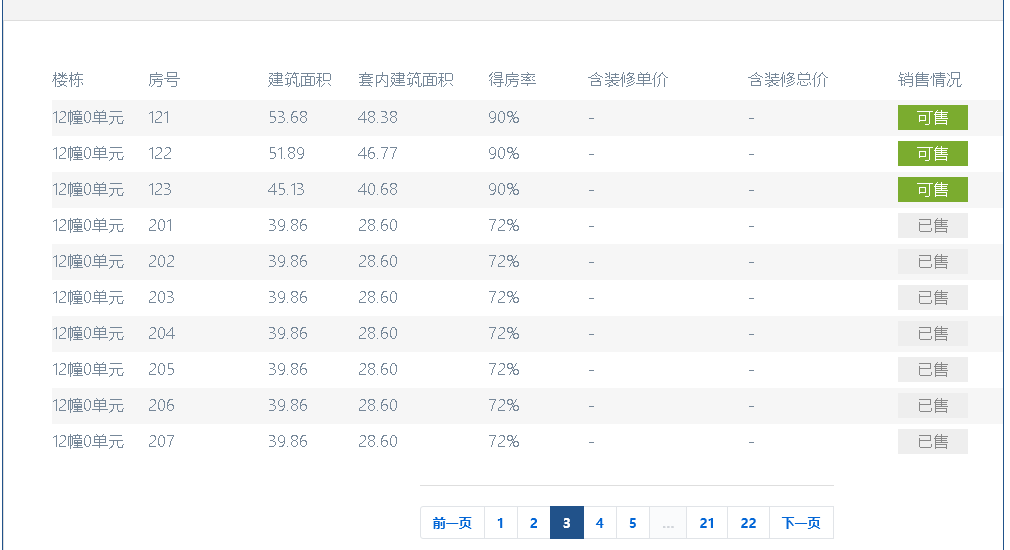 楼栋 房号 建筑面积 套内建筑面积 得房率 含装修单价 含装修总价 销售情况
12幢0单元 121 53.68 48.38 90% - - 可售
12幢0单元 122 51.89 46.77 90% - - 可售
12幢0单元 123 45.13 40.68 90% - - 可售
12幢0单元 201 39.86 28.60 72% - - 已售
12幢0单元 202 39.86 28.60 72% - - 已售
12幢0单元 203 39.86 28.60 72% - - 已售
12幢0单元 204 39.86 28.60 72% - - 已售
12幢0单元 205 39.86 28.60 72% - - 已售
12幢0单元 206 39.86 28.60 72% - - 已售
12幢0单元 207 39.86 28.60 72% - - 已售
前一页 1 2 3 4 5 ... 21 22 下一页